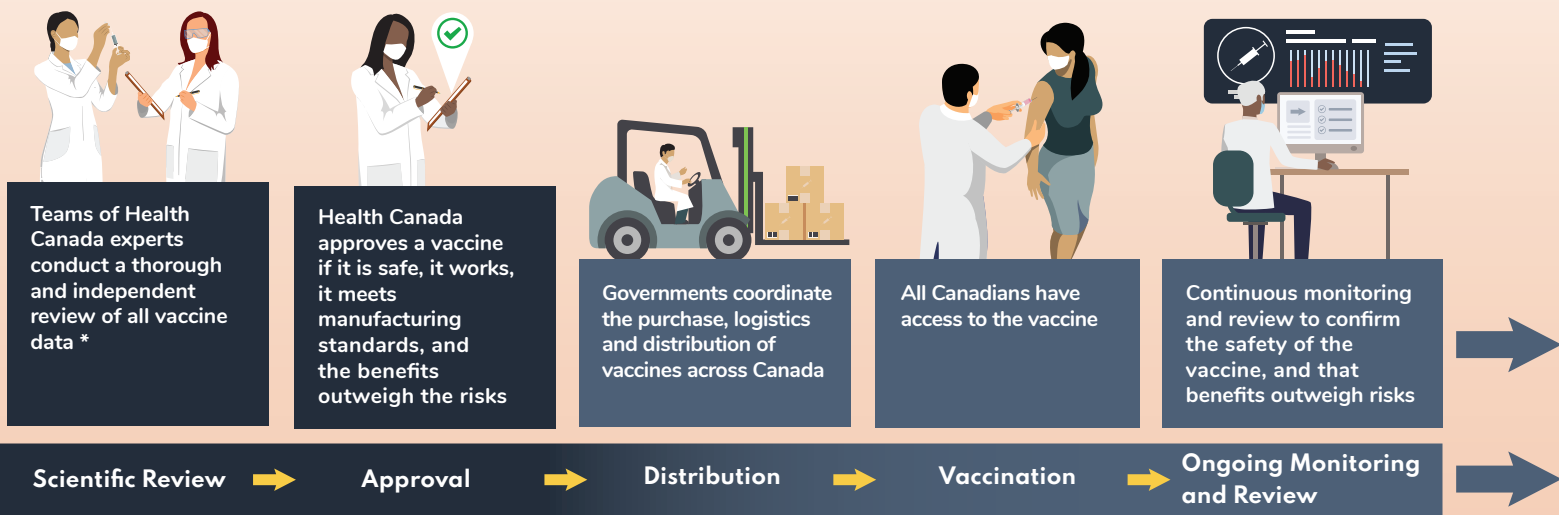 Teams of Health
Canada experts
conduct a thorough
and independent
review of all vaccine
data *
Health Canada
approves a vaccine
if it is safe, it works,
it meets
manufacturing
standards, and
the benefits
outweigh the risks
Governments coordinate
the purchase, logistics
and distribution of
vaccines across Canada
All Canadians have
access to the vaccine
Continuous monitoring
and review to confirm
the safety of the
vaccine, and that
benefits outweigh risks
Scientific Review
Approval
Distribution
Vaccination
Ongoing Monitoring
and Review